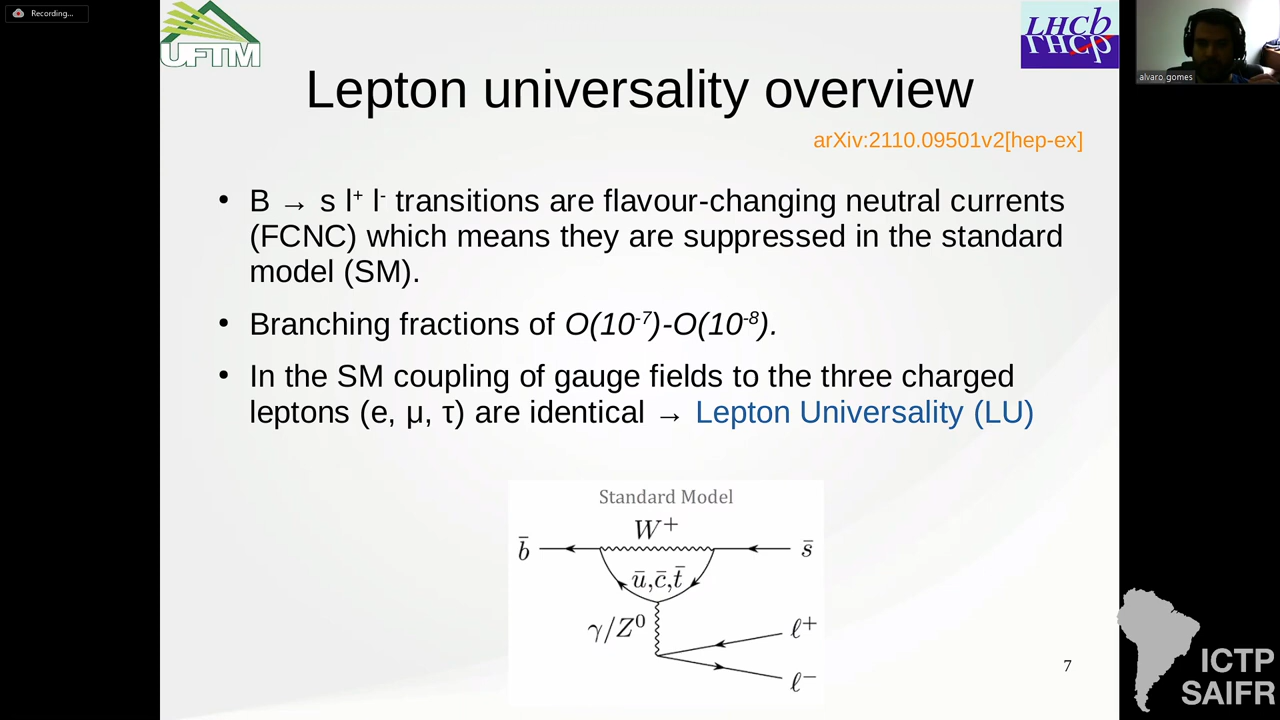 Recording...
UFTM
LHCb
LHCb
alvaro gomes
Lepton universality overview
arXiv:2110.09501v2[hep-ex]
• B → s l⁺ l⁻ transitions are flavour-changing neutral currents
(FCNC) which means they are suppressed in the standard
model (SM).
• Branching fractions of O(10⁻⁷)-O(10⁻⁸).
• In the SM coupling of gauge fields to the three charged
leptons (e, μ, τ) are identical → Lepton Universality (LU)
Standard Model
W⁺
b̄ s̄
ū,c̄,t̄
γ/Z⁰
ℓ⁺
ℓ⁻
7
ICTP
SAIFR